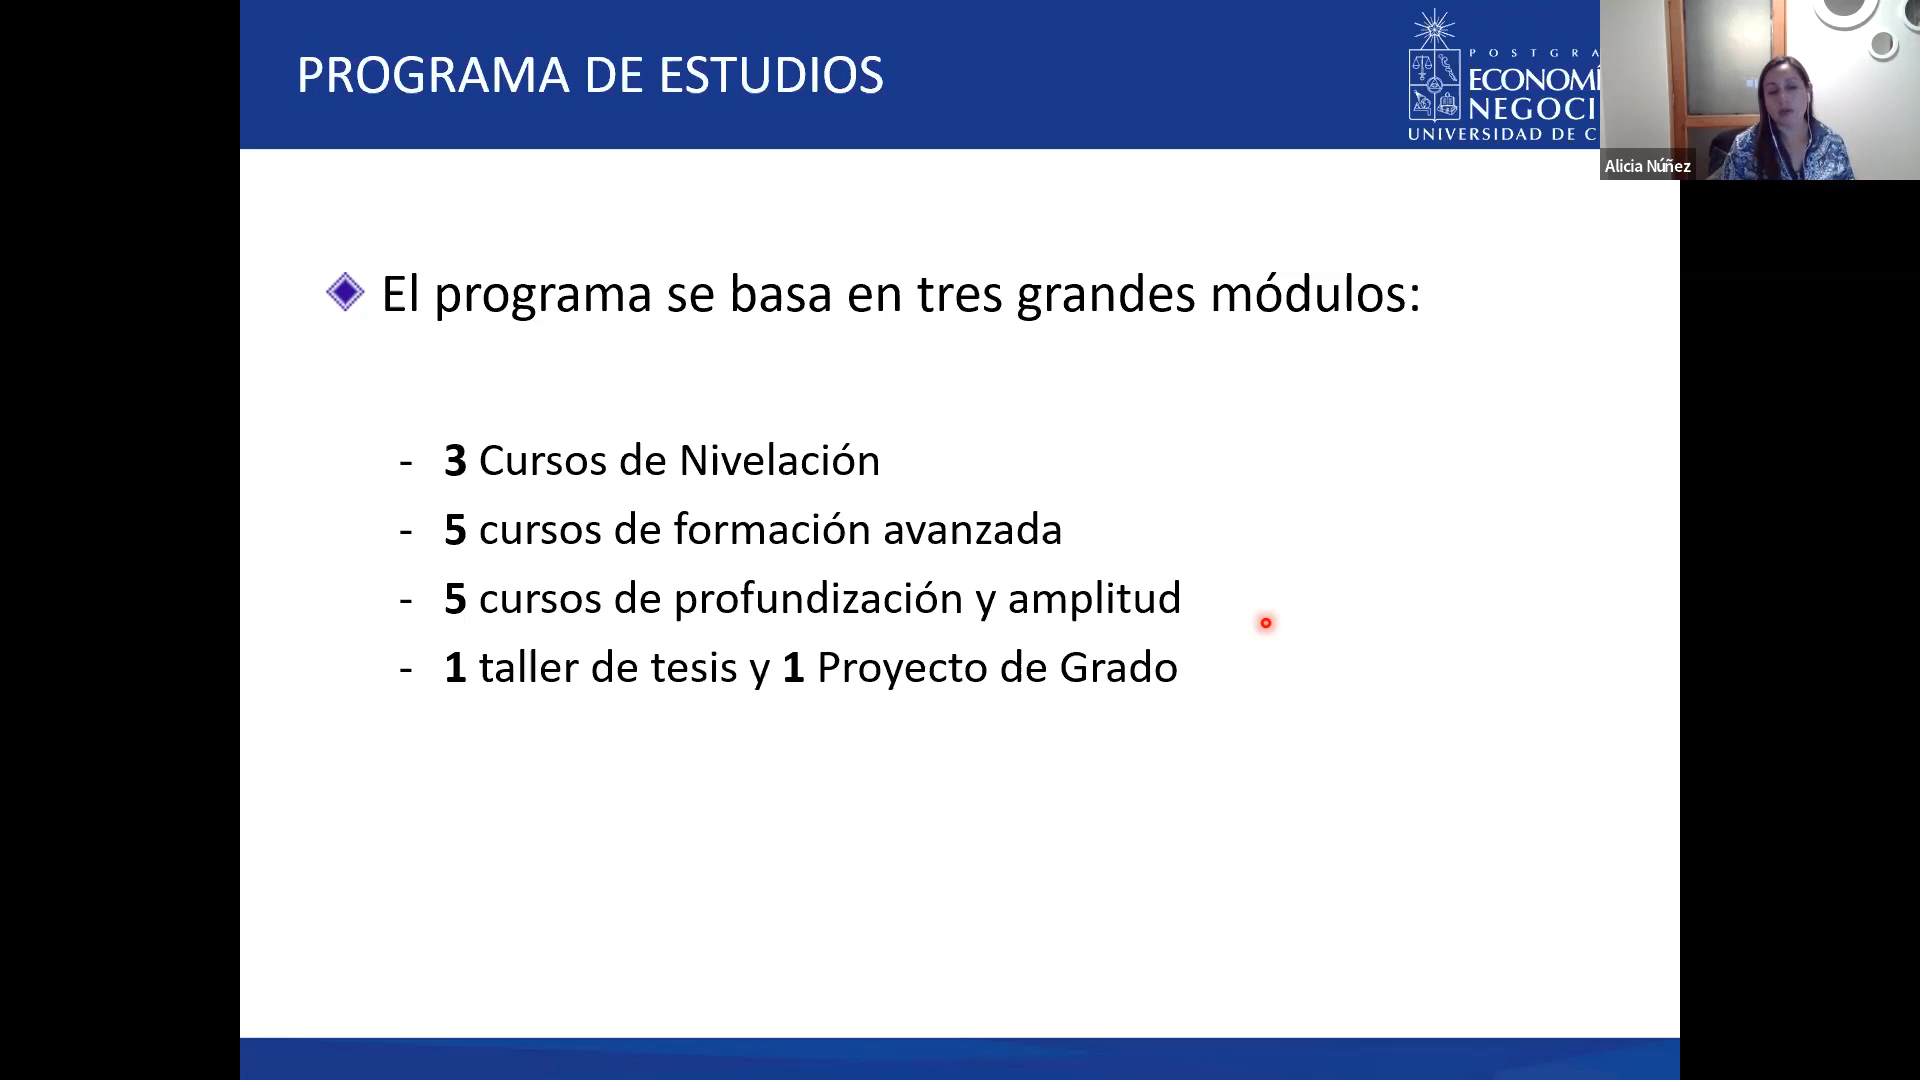 PROGRAMA DE ESTUDIOS
POSTGRA
ECONOMÍ
NEGOCI
UNIVERSIDAD DE C
Alicia Núñez
El programa se basa en tres grandes módulos:
- 3 Cursos de Nivelación
- 5 cursos de formación avanzada
- 5 cursos de profundización y amplitud
- 1 taller de tesis y 1 Proyecto de Grado